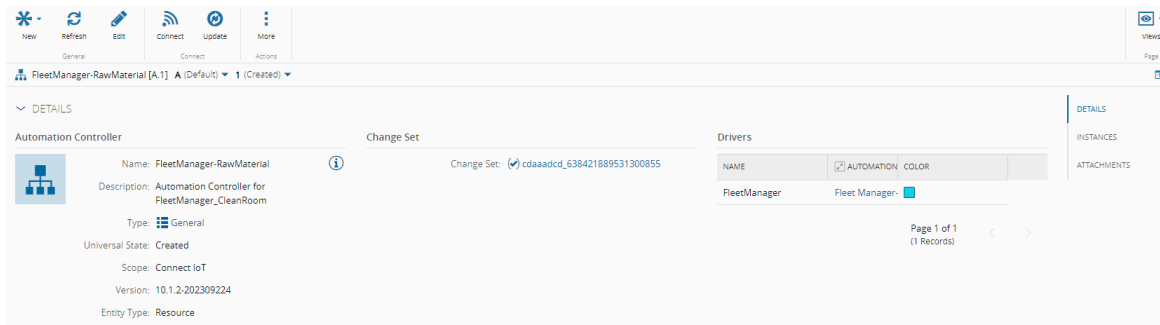 New Refresh Edit Connect Update More Views
General Connect Actions Page
FleetManager-RawMaterial [A.1] A (Default) 1 (Created)
DETAILS
DETAILS
INSTANCES
ATTACHMENTS
Automation Controller
Name: FleetManager-RawMaterial
Description: Automation Controller for
FleetManager_CleanRoom
Type: General
Universal State: Created
Scope: Connect IoT
Version: 10.1.2-202309224
Entity Type: Resource
Change Set
Change Set: cdaaadcd_638421889531300855
Drivers
NAME AUTOMATION COLOR
FleetManager Fleet Manager-
Page 1 of 1
(1 Records)